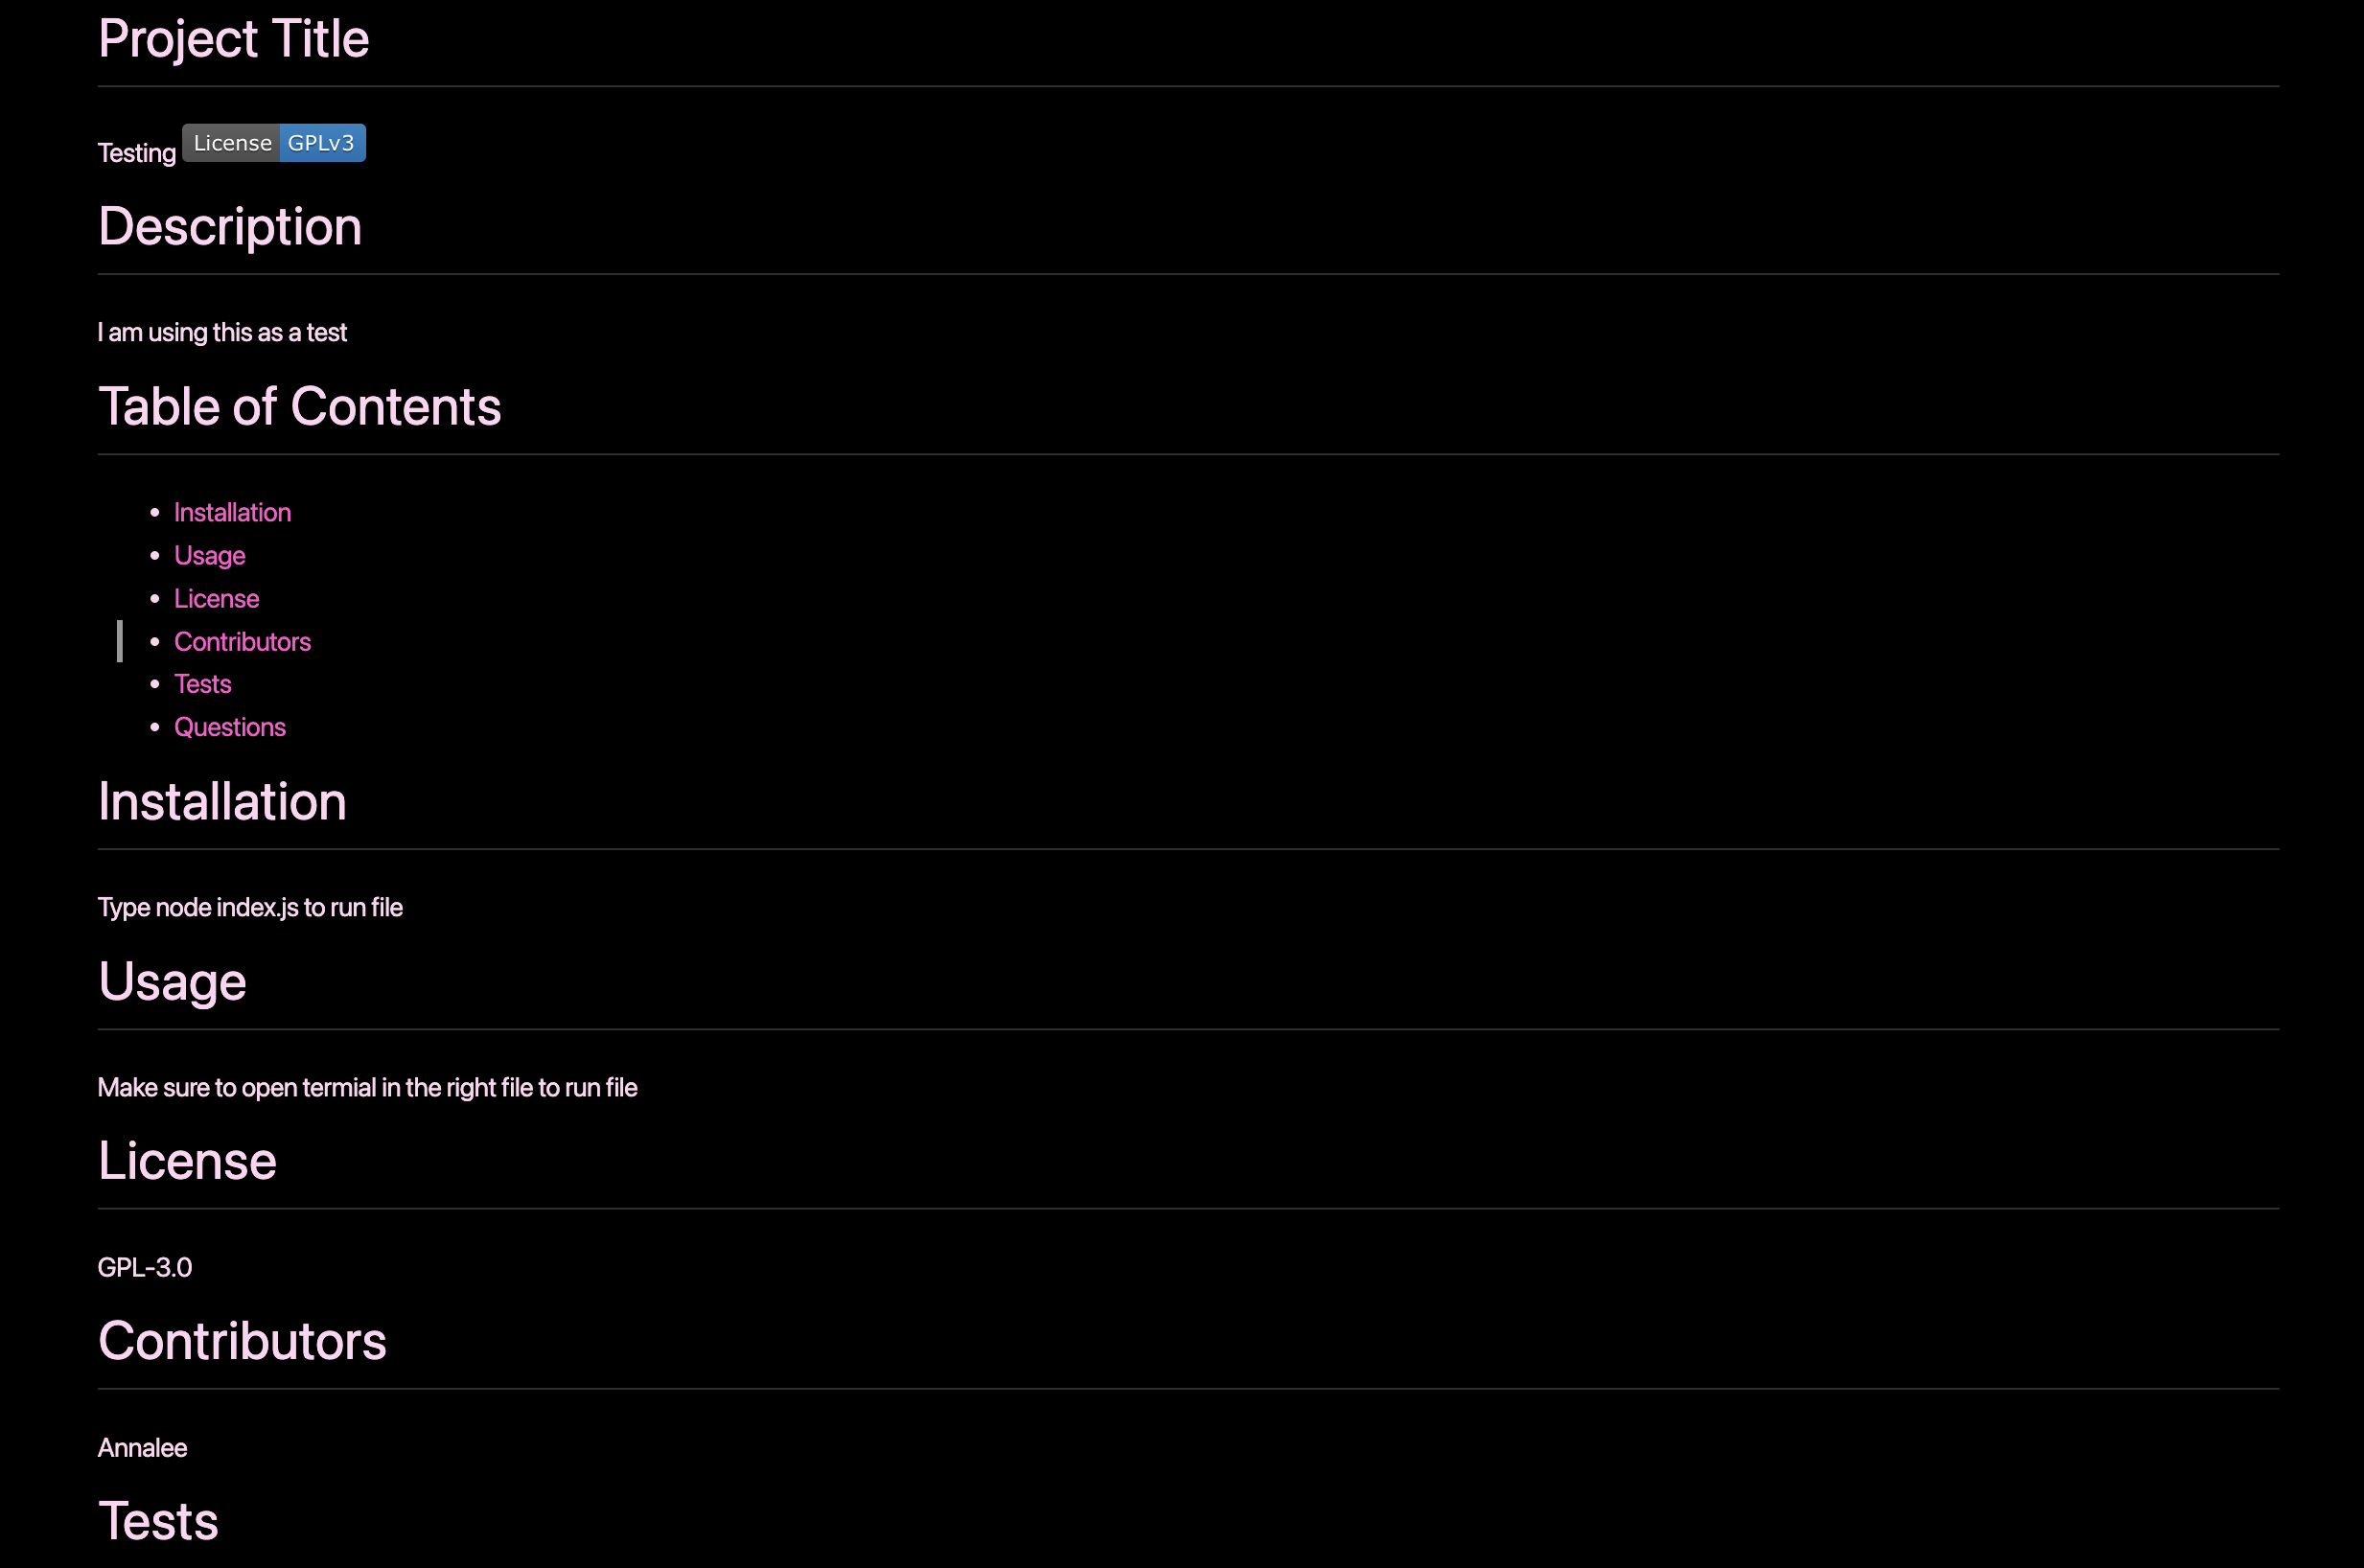 Project Title
Testing License GPLv3
Description
I am using this as a test
Table of Contents
Installation
Usage
License
Contributors
Tests
Questions
Installation
Type node index.js to run file
Usage
Make sure to open termial in the right file to run file
License
GPL-3.0
Contributors
Annalee
Tests